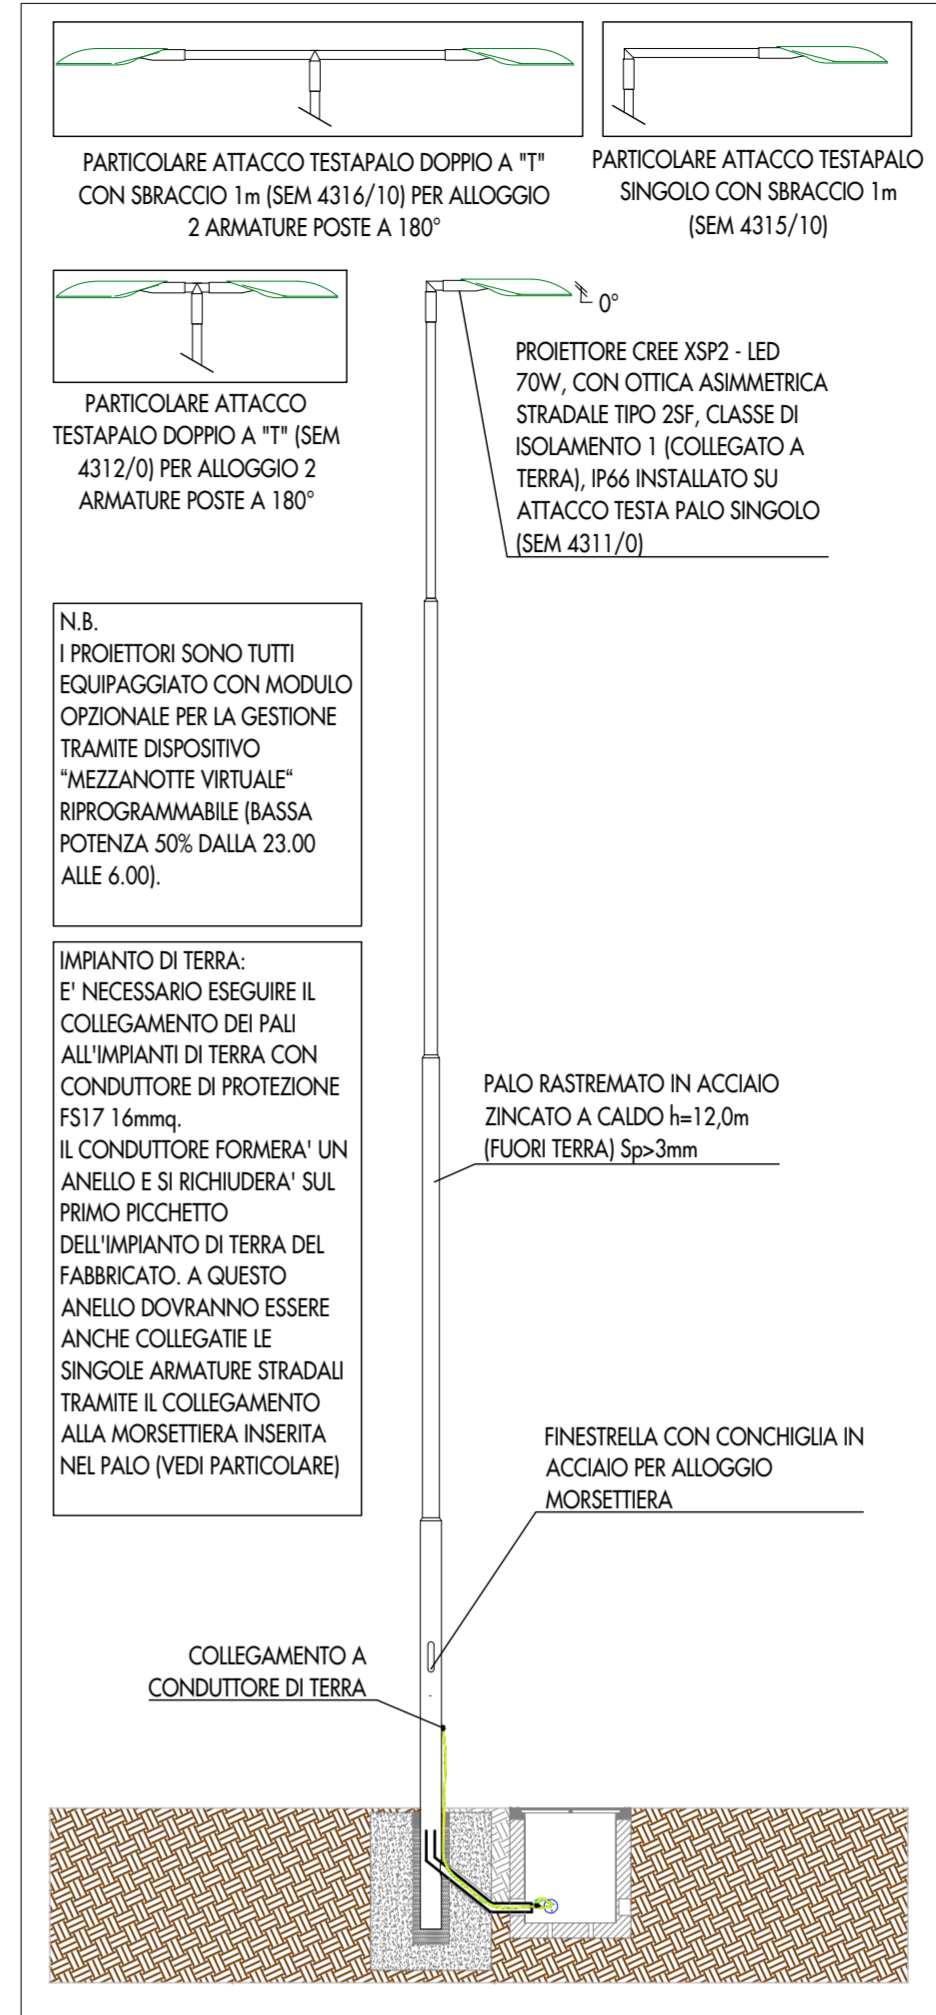 PARTICOLARE ATTACCO TESTAPALO DOPPIO A "T"
CON SBRACCIO 1m (SEM 4316/10) PER ALLOGGIO
2 ARMATURE POSTE A 180°
PARTICOLARE ATTACCO TESTAPALO
SINGOLO CON SBRACCIO 1m
(SEM 4315/10)
0°
PARTICOLARE ATTACCO
TESTAPALO DOPPIO A "T" (SEM
4312/0) PER ALLOGGIO 2
ARMATURE POSTE A 180°
PROIETTORE CREE XSP2 - LED
70W, CON OTTICA ASIMMETRICA
STRADALE TIPO 2SF, CLASSE DI
ISOLAMENTO 1 (COLLEGATO A
TERRA), IP66 INSTALLATO SU
ATTACCO TESTA PALO SINGOLO
(SEM 4311/0)
N.B.
I PROIETTORI SONO TUTTI
EQUIPAGGIATO CON MODULO
OPZIONALE PER LA GESTIONE
TRAMITE DISPOSITIVO
“MEZZANOTTE VIRTUALE“
RIPROGRAMMABILE (BASSA
POTENZA 50% DALLA 23.00
ALLE 6.00).
IMPIANTO DI TERRA:
E' NECESSARIO ESEGUIRE IL
COLLEGAMENTO DEI PALI
ALL'IMPIANTI DI TERRA CON
CONDUTTORE DI PROTEZIONE
FS17 16mmq.
IL CONDUTTORE FORMERA' UN
ANELLO E SI RICHIUDERA' SUL
PRIMO PICCHETTO
DELL'IMPIANTO DI TERRA DEL
FABBRICATO. A QUESTO
ANELLO DOVRANNO ESSERE
ANCHE COLLEGATIE LE
SINGOLE ARMATURE STRADALI
TRAMITE IL COLLEGAMENTO
ALLA MORSETTIERA INSERITA
NEL PALO (VEDI PARTICOLARE)
PALO RASTREMATO IN ACCIAIO
ZINCATO A CALDO h=12,0m
(FUORI TERRA) Sp>3mm
FINESTRELLA CON CONCHIGLIA IN
ACCIAIO PER ALLOGGIO
MORSETTIERA
COLLEGAMENTO A
CONDUTTORE DI TERRA